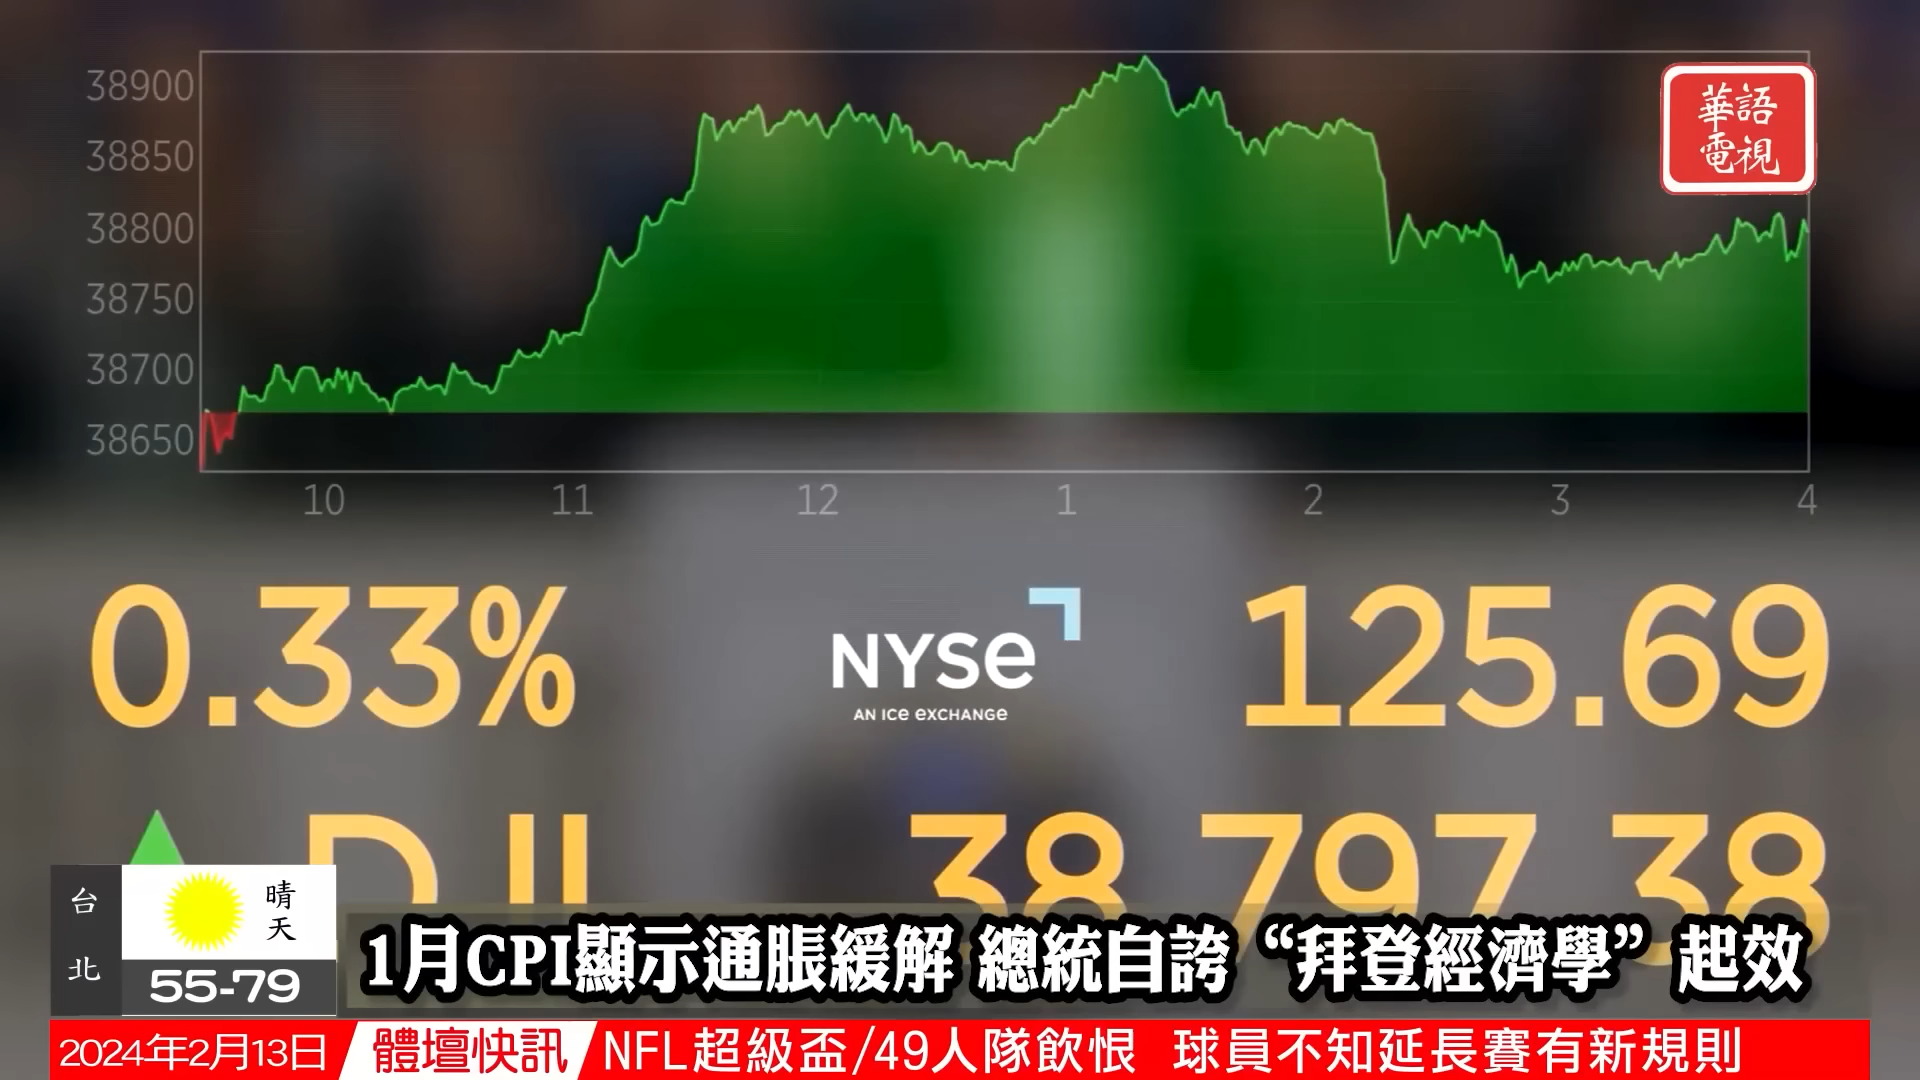 38900
38850
38800
38750
38700
38650
10 11 12 1 2 3 4
華語
電視
0.33%
NYSE
AN ICE EXCHANGE
125.69
38 797.38
台北
晴天
55-79
1月CPI顯示通脹緩解 總統自誇“拜登經濟學”起效
2024年2月13日
體壇快訊
NFL超級盃/49人隊飲恨 球員不知延長賽有新規則